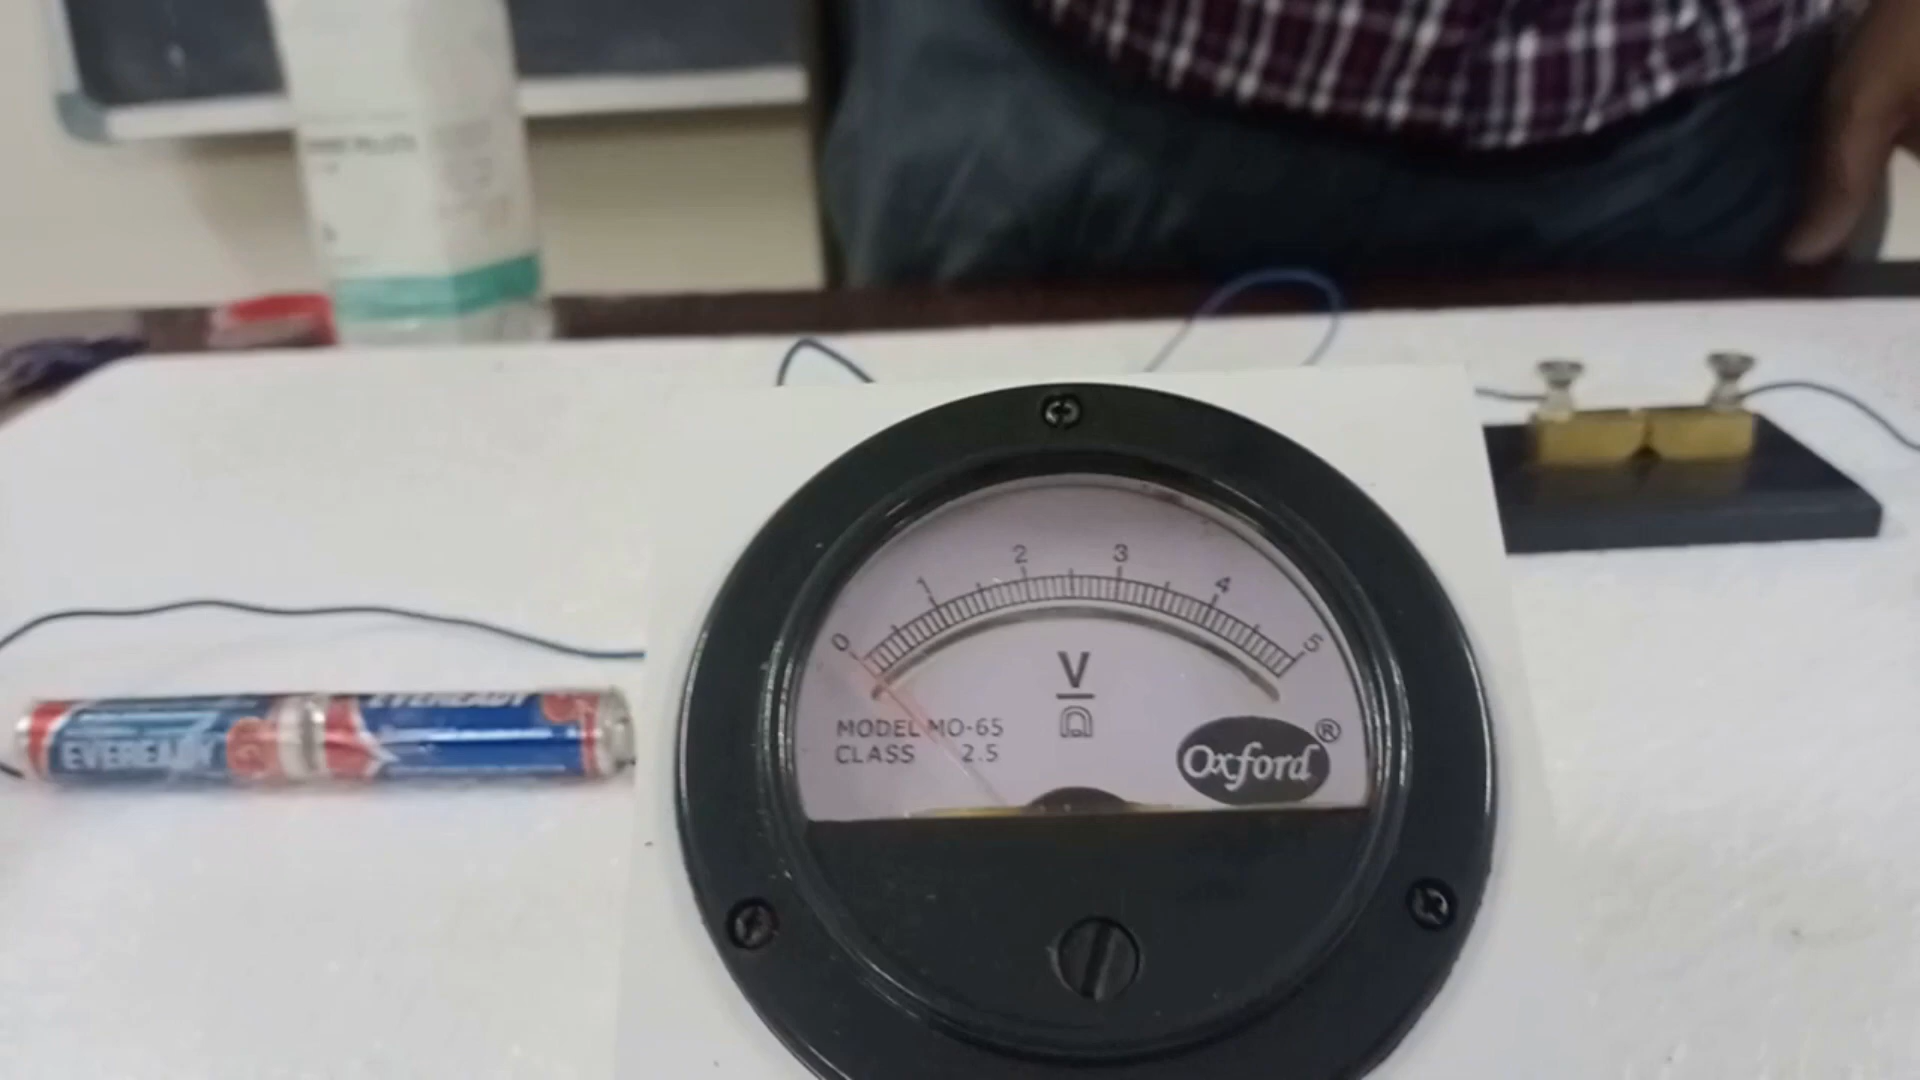 EVEREADY
EVEREADY
0 1 2 3 4 5
V
MODEL MO-65
CLASS 2.5
Oxford®